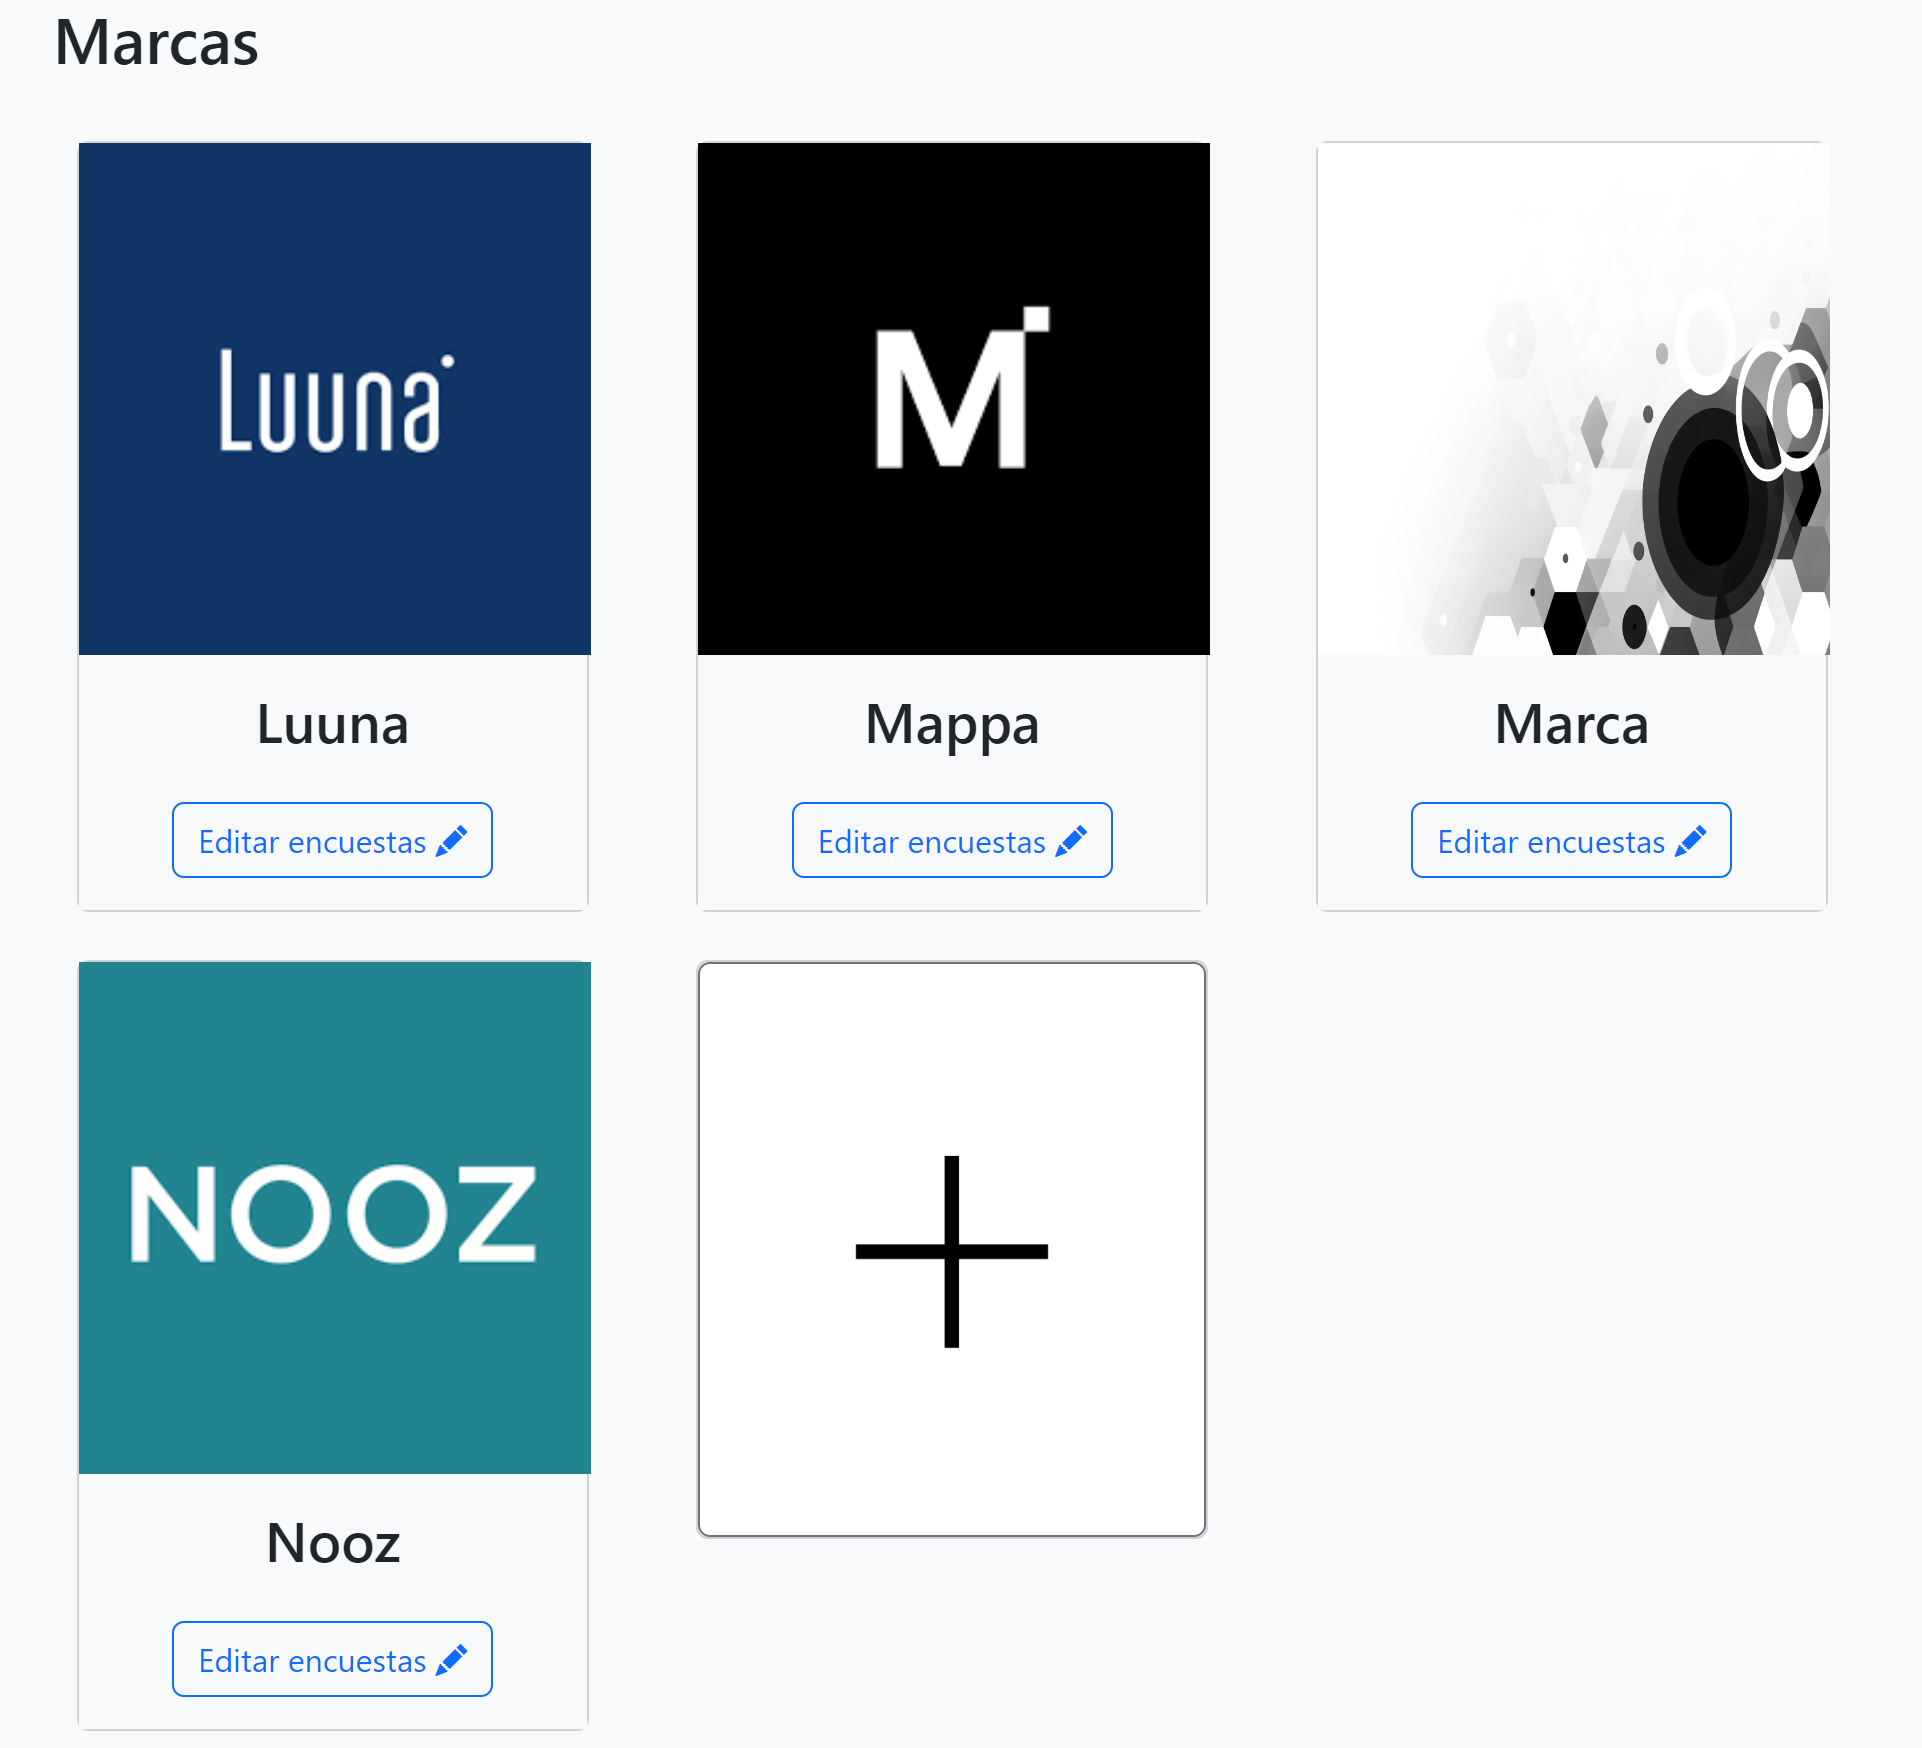 Marcas
Luuna
M
Luuna
Mappa
Marca
Editar encuestas
Editar encuestas
Editar encuestas
NOOZ
Nooz
Editar encuestas